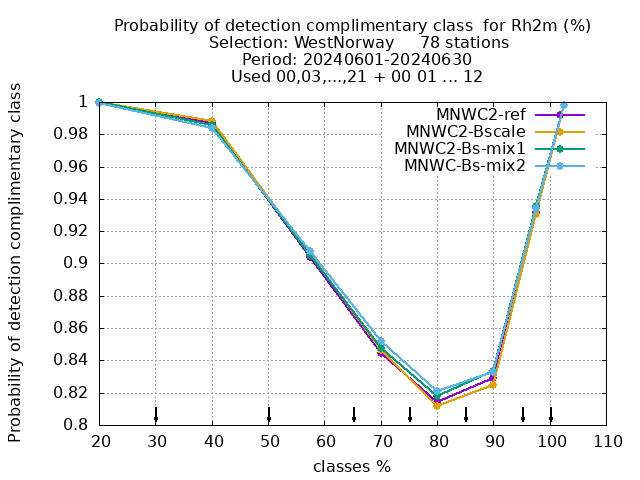 Probability of detection complimentary class  for Rh2m (%)
Selection: WestNorway     78 stations
Period: 20240601-20240630
Used 00,03,...,21 + 00 01 ... 12
Probability of detection complimentary class
MNWC2-ref
MNWC2-Bscale
MNWC2-Bs-mix1
MNWC-Bs-mix2
1
0.98
0.96
0.94
0.92
0.9
0.88
0.86
0.84
0.82
0.8
20 30 40 50 60 70 80 90 100 110
classes %